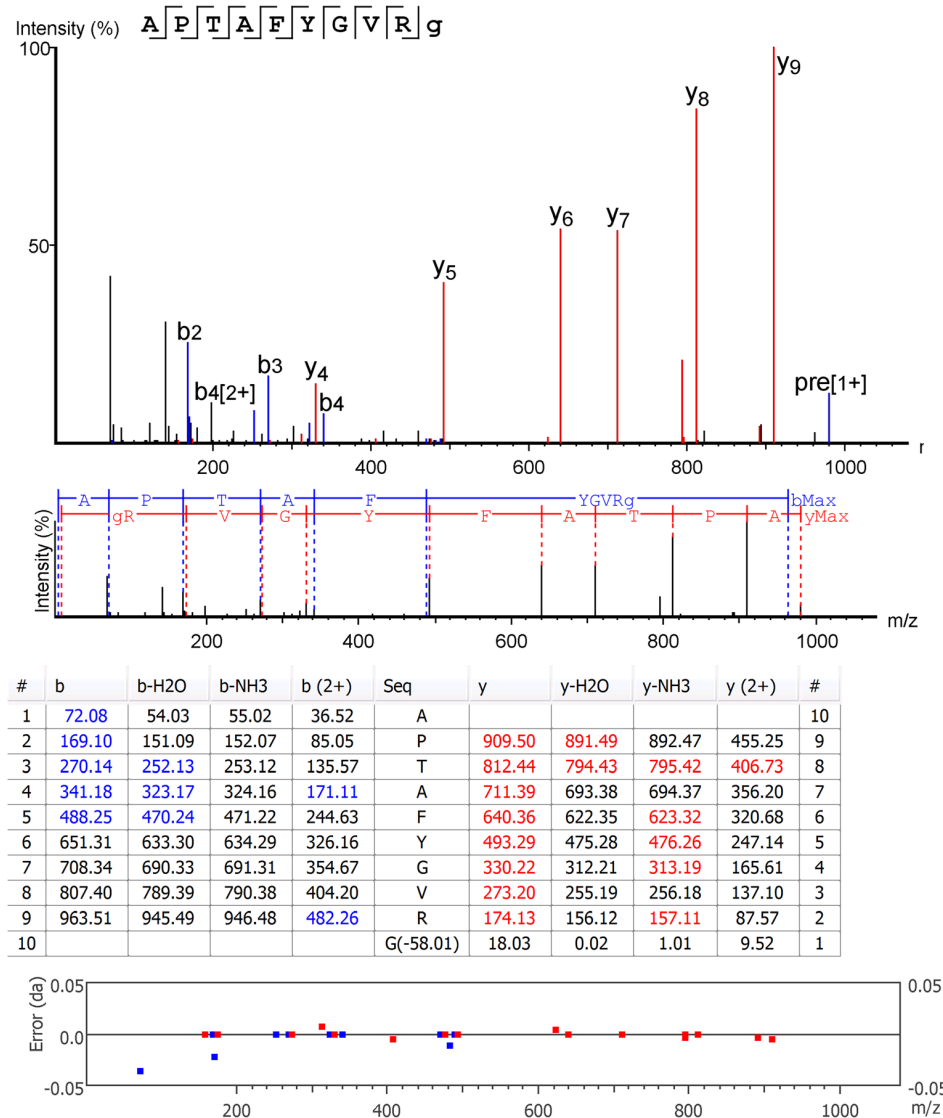 Intensity (%) A P T A F Y G V R g
100
y9
y8
y6 y7
50
y5
b2
b3 y4
b4[2+] b4
pre[1+]
200 400 600 800 1000 r
A P T A F YGVRg bMax
gR V G Y F A T P A yMax
Intensity (%)
200 400 600 800 1000 m/z
# b b-H2O b-NH3 b (2+) Seq y y-H2O y-NH3 y (2+) #
1 72.08 54.03 55.02 36.52 A 10
2 169.10 151.09 152.07 85.05 P 909.50 891.49 892.47 455.25 9
3 270.14 252.13 253.12 135.57 T 812.44 794.43 795.42 406.73 8
4 341.18 323.17 324.16 171.11 A 711.39 693.38 694.37 356.20 7
5 488.25 470.24 471.22 244.63 F 640.36 622.35 623.32 320.68 6
6 651.31 633.30 634.29 326.16 Y 493.29 475.28 476.26 247.14 5
7 708.40 690.33 691.31 354.67 G 330.22 312.21 313.19 165.61 4
8 807.40 789.39 790.38 404.20 V 273.20 255.19 256.18 137.10 3
9 963.51 945.49 946.48 482.26 R 174.13 156.12 157.11 87.57 2
10 G(-58.01) 18.03 0.02 1.01 9.52 1
Error (da)
0.05 0.05
0.0 0.0
-0.05 -0.05
200 400 600 800 1000 m/z